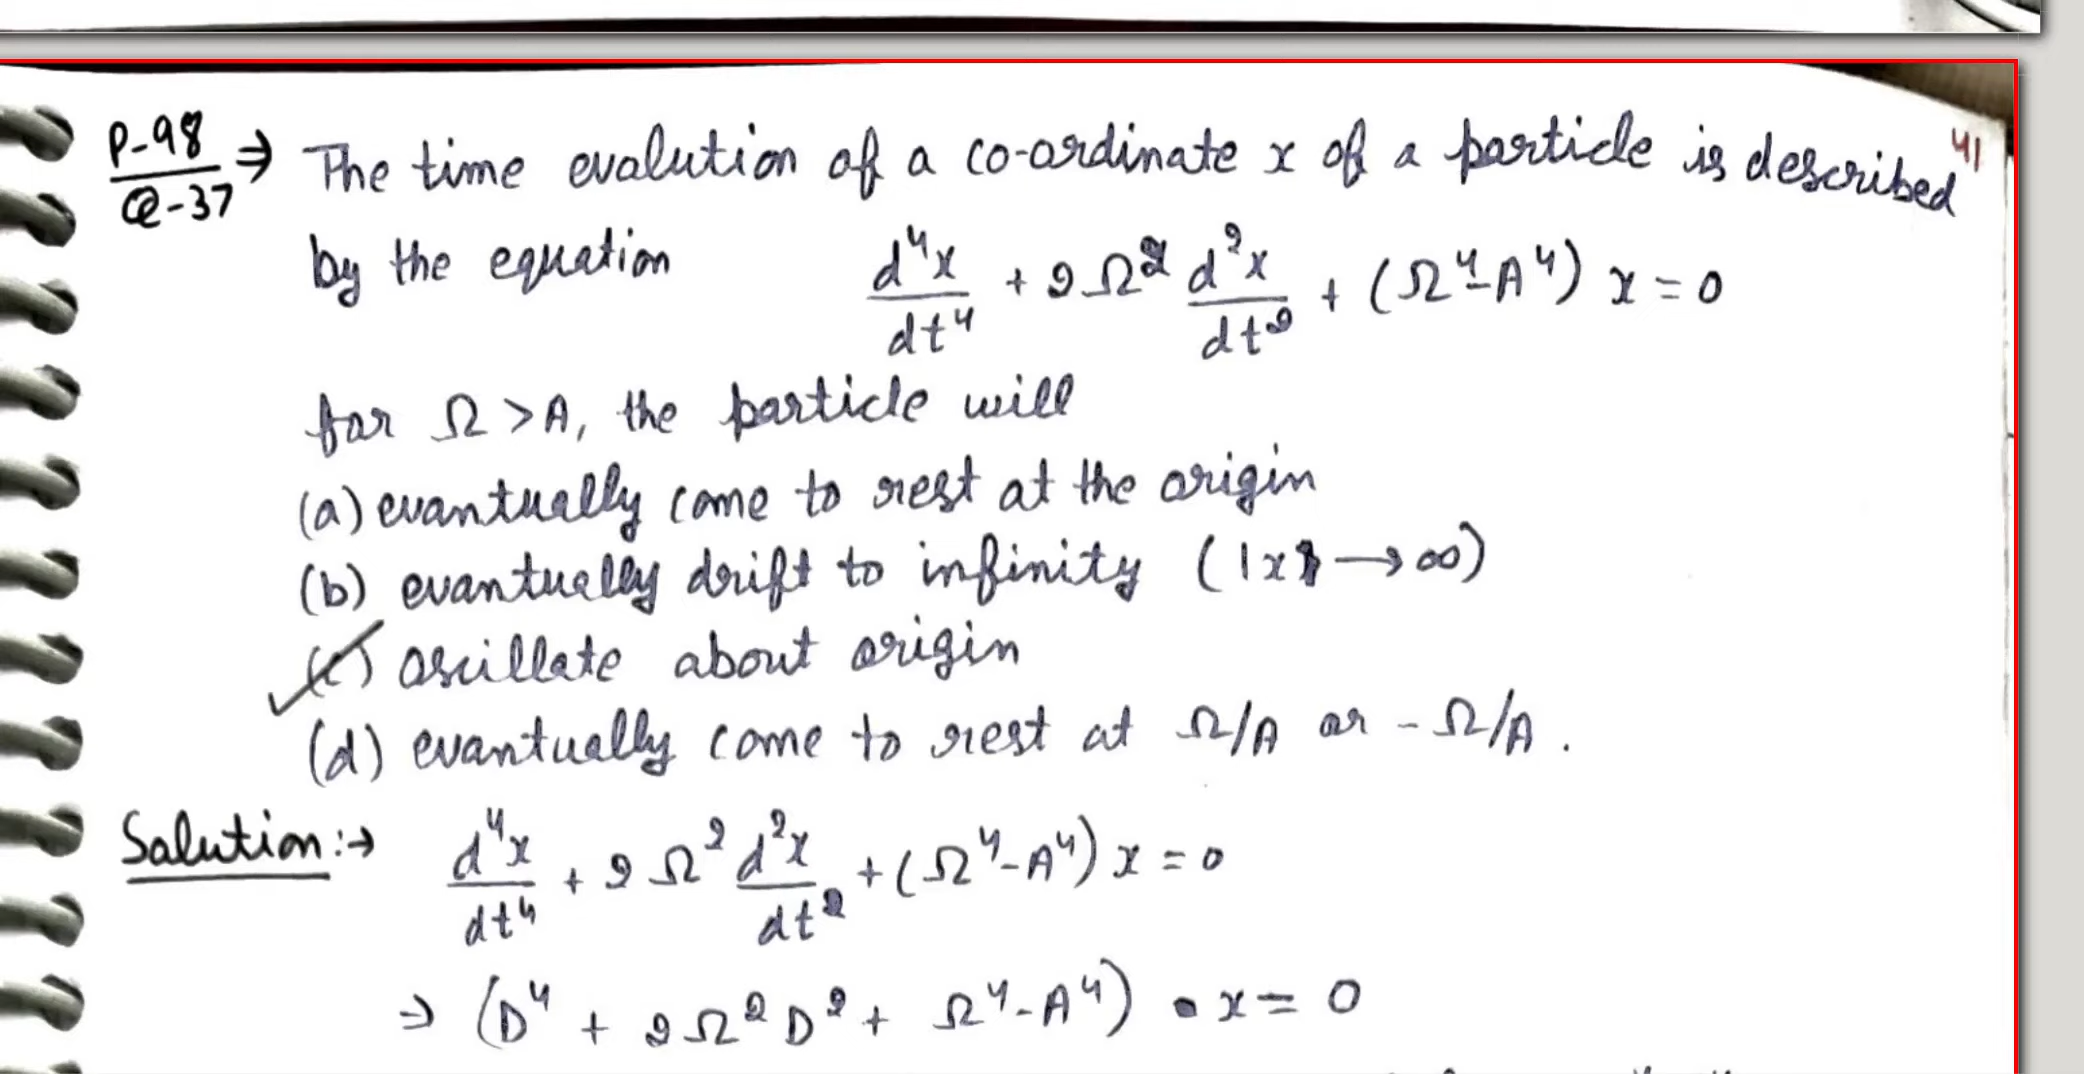 41
P-98
Q-37 ⇒ The time evalution of a co-ordinate x of a particle is described
by the equation d⁴x/dt⁴ + 2Ω² d²x/dt² + (Ω⁴-A⁴) x = 0
for Ω > A, the particle will
(a) evantually come to rest at the origin
(b) evantually drift to infinity (|x| → ∞)
(c) oscillate about origin
(d) evantually come to rest at Ω/A or - Ω/A .
Solution :→ d⁴x/dt⁴ + 2Ω² d²x/dt² + (Ω⁴-A⁴) x = 0
⇒ (D⁴ + 2Ω²D² + Ω⁴-A⁴) • x = 0